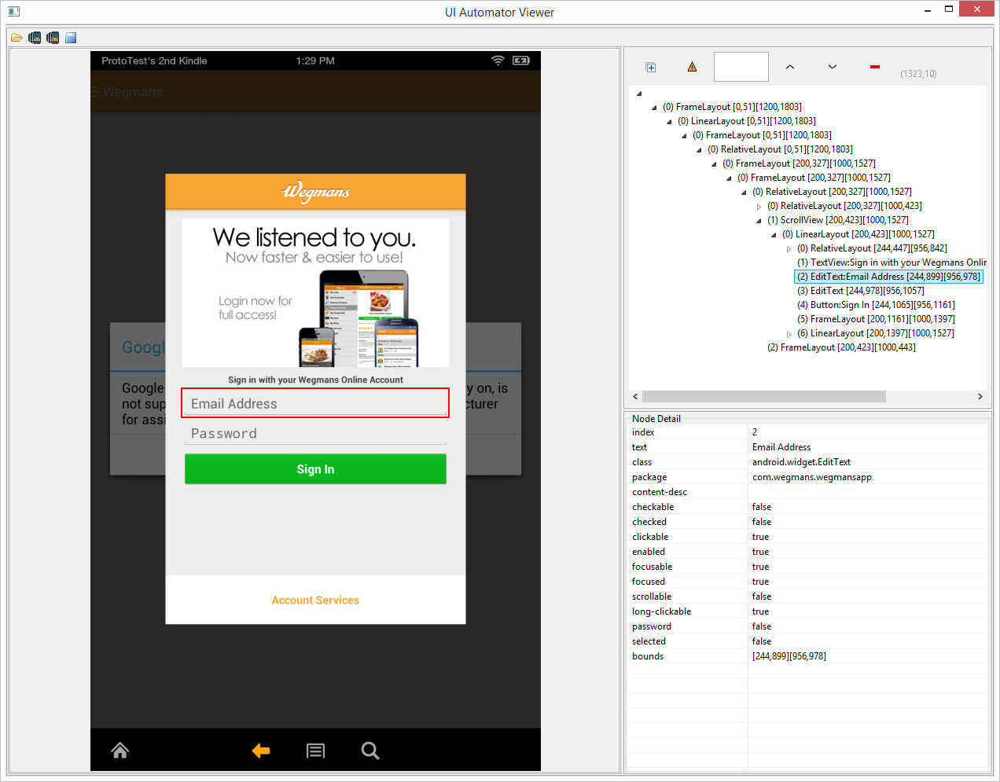 UI Automator Viewer
ProtoTest's 2nd Kindle 1:29 PM
Wegmans
Wegmans
We listened to you.
Now faster & easier to use!
Login now for
full access!
Sign in with your Wegmans Online Account
Email Address
Password
Sign In
Account Services
Googl
Google
y on, is
not sup
cturer
for assi
(1323,10)
(0) FrameLayout [0,51][1200,1803]
(0) LinearLayout [0,51][1200,1803]
(0) FrameLayout [0,51][1200,1803]
(0) RelativeLayout [0,51][1200,1803]
(0) FrameLayout [200,327][1000,1527]
(0) FrameLayout [200,327][1000,1527]
(0) RelativeLayout [200,327][1000,1527]
(0) RelativeLayout [200,327][1000,423]
(1) ScrollView [200,423][1000,1527]
(0) LinearLayout [200,423][1000,1527]
(0) RelativeLayout [244,447][956,842]
(1) TextView:Sign in with your Wegmans Onlin
(2) EditText:Email Address [244,899][956,978]
(3) EditText [244,978][956,1057]
(4) Button:Sign In [244,1065][956,1161]
(5) FrameLayout [200,1161][1000,1397]
(6) LinearLayout [200,1397][1000,1527]
(2) FrameLayout [200,423][1000,443]
Node Detail
index 2
text Email Address
class android.widget.EditText
package com.wegmans.wegmansapp
content-desc
checkable false
checked false
clickable true
enabled true
focusable true
focused true
scrollable false
long-clickable true
password false
selected false
bounds [244,899][956,978]